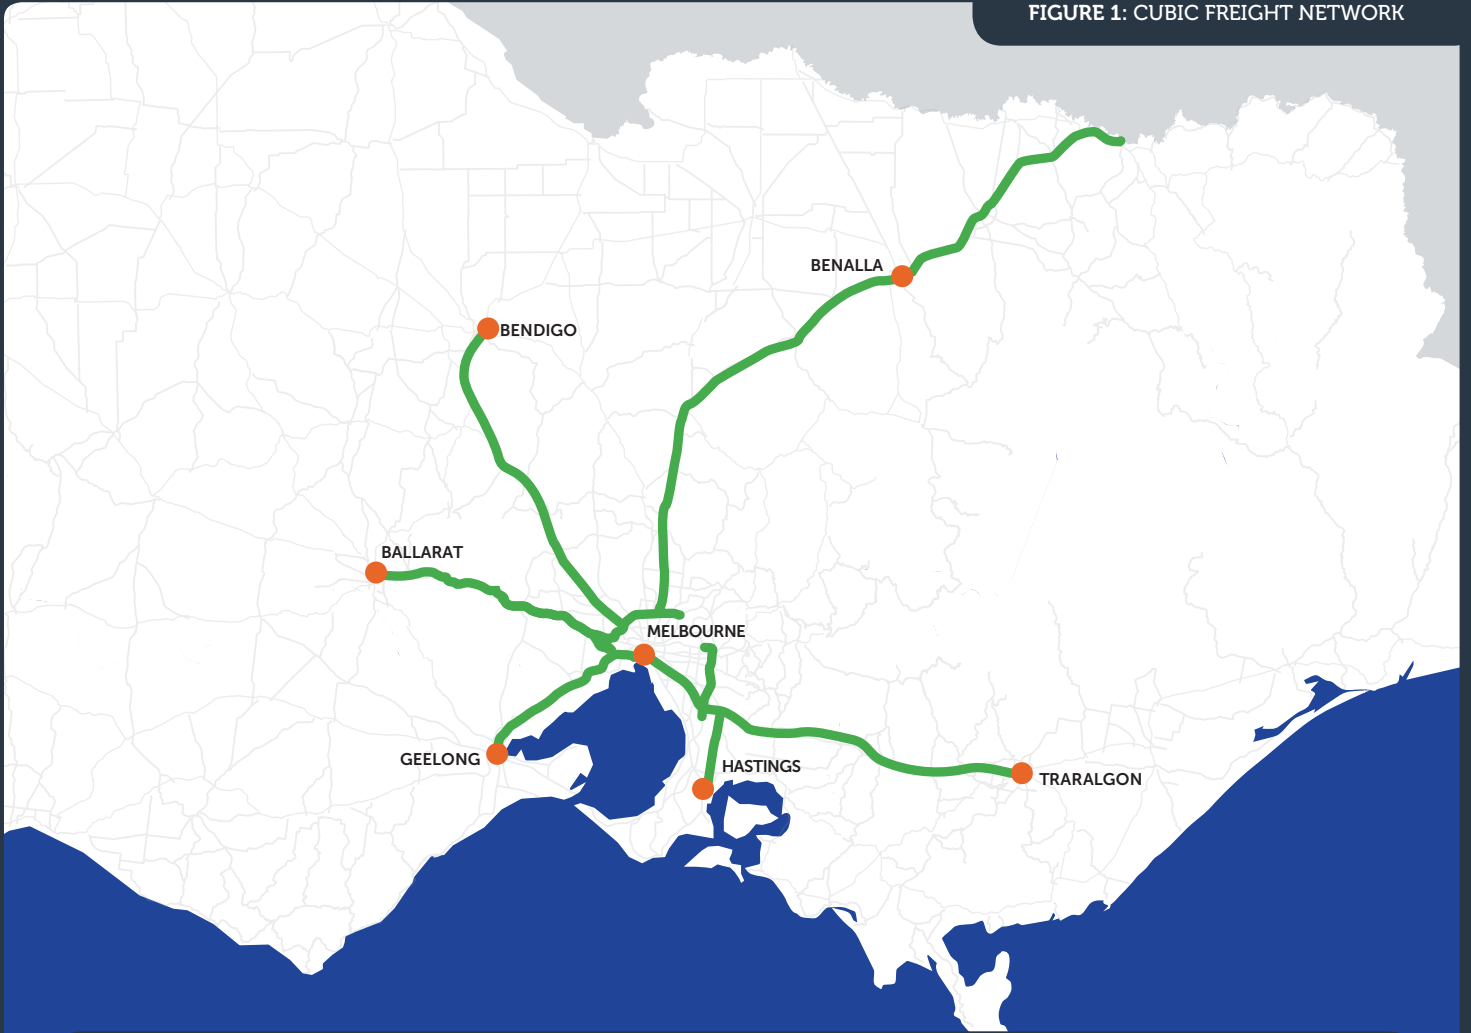 FIGURE 1: CUBIC FREIGHT NETWORK
BENALLA
BENDIGO
BALLARAT
MELBOURNE
GEELONG
HASTINGS
TRARALGON